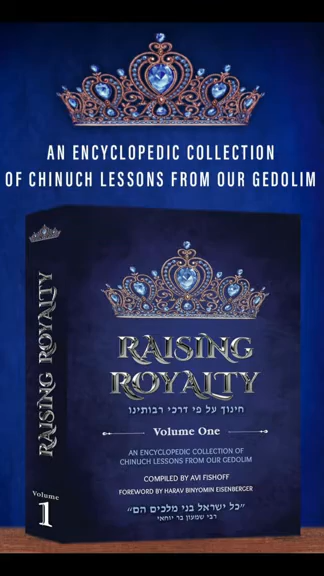 AN ENCYCLOPEDIC COLLECTION
OF CHINUCH LESSONS FROM OUR GEDOLIM
RAISING ROYALTY
Volume
1
RAISING
ROYALTY
חינוך על פי דרכי רבותינו
Volume One
AN ENCYCLOPEDIC COLLECTION OF
CHINUCH LESSONS FROM OUR GEDOLIM
COMPILED BY AVI FISHOFF
FOREWORD BY HARAV BINYOMIN EISENBERGER
"כל ישראל בני מלכים הם"
רבי שמעון בר יוחאי